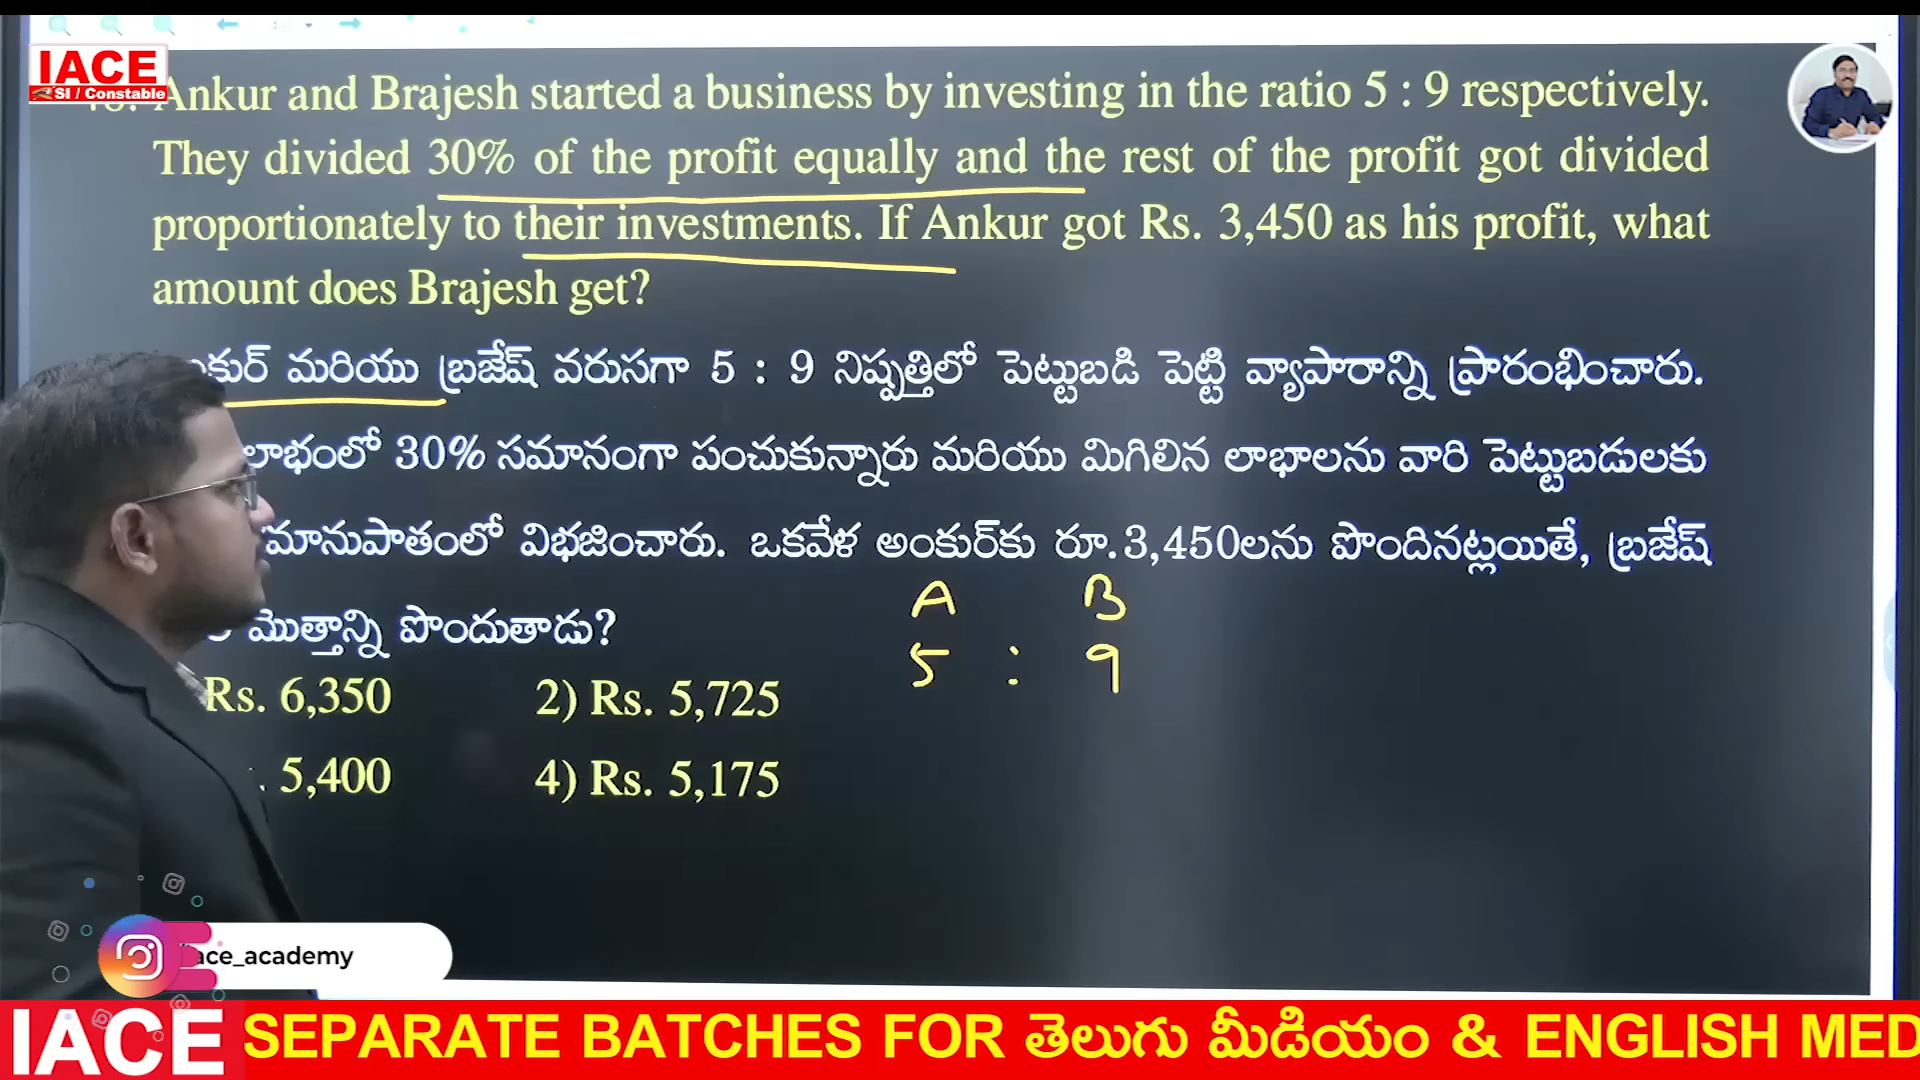 IACE
SI / Constable
Ankur and Brajesh started a business by investing in the ratio 5 : 9 respectively.
They divided 30% of the profit equally and the rest of the profit got divided
proportionately to their investments. If Ankur got Rs. 3,450 as his profit, what
amount does Brajesh get?
మరియు బ్రజేష్ వరుసగా 5 : 9 నిష్పత్తిలో పెట్టుబడి పెట్టి వ్యాపారాన్ని ప్రారంభించారు.
లాభంలో 30% సమానంగా పంచుకున్నారు మరియు మిగిలిన లాభాలను వారి పెట్టుబడులకు
మానుపాతంలో విభజించారు. ఒకవేళ అంకుర్‌కు రూ.3,450లను పొందినట్లయితే, బ్రజేష్
మొత్తాన్ని పొందుతాడు?
A B
5 : 9
Rs. 6,350 2) Rs. 5,725
5,400 4) Rs. 5,175
ace_academy
IACE SEPARATE BATCHES FOR తెలుగు మీడియం & ENGLISH MED